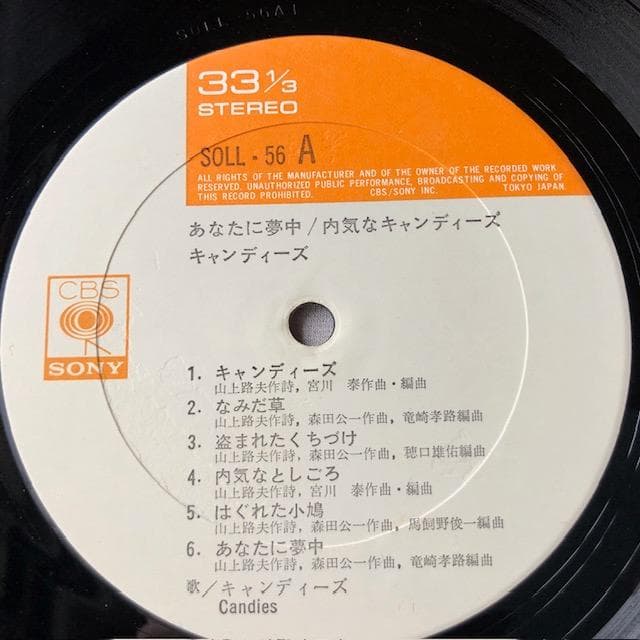 SOLL-56A1
33 1/3
STEREO
SOLL-56 A
ALL RIGHTS OF THE MANUFACTURER AND OF THE OWNER OF THE RECORDED WORK
RESERVED. UNAUTHORIZED PUBLIC PERFORMANCE, BROADCASTING AND COPYING OF
THIS RECORD PROHIBITED. CBS/SONY INC. TOKYO JAPAN.
あなたに夢中/内気なキャンディーズ
キャンディーズ
CBS
SONY
1. キャンディーズ
山上路夫作詩，宮川 泰作曲・編曲
2. なみだ草
山上路夫作詩，森田公一作曲，竜崎孝路編曲
3. 盗まれたくちづけ
山上路夫作詩，森田公一作曲，穂口雄佑編曲
4. 内気なとしごろ
山上路夫作詩，宮川 泰作曲・編曲
5. はぐれた小鳩
山上路夫作詩，森田公一作曲，馬飼野俊一編曲
6. あなたに夢中
山上路夫作詩，森田公一作曲，竜崎孝路編曲
歌/キャンディーズ
Candies